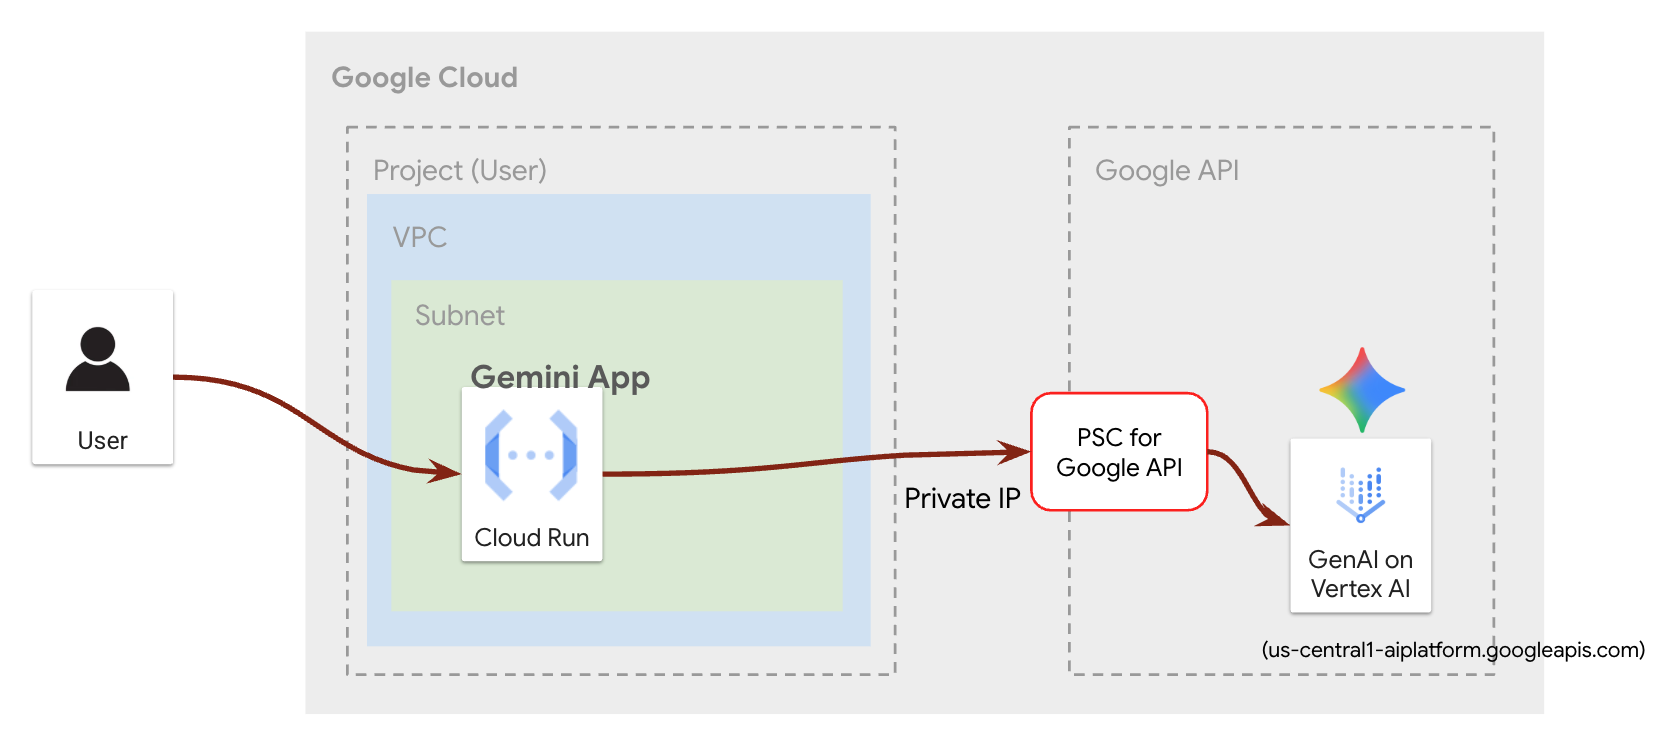 Google Cloud
Project (User)
Google API
VPC
Subnet
Gemini App
User
Cloud Run
PSC for
Google API
Private IP
GenAI on
Vertex AI
(us-central1-aiplatform.googleapis.com)